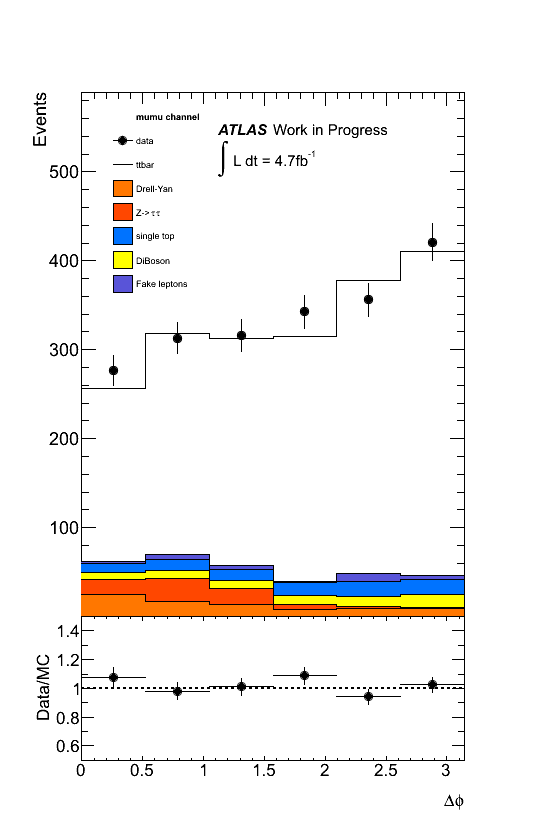 Events
mumu channel
data
ttbar
Drell-Yan
Z->ττ
single top
DiBoson
Fake leptons
ATLAS Work in Progress
∫ L dt = 4.7fb⁻¹
500
400
300
200
100
Data/MC
1.4
1.2
1
0.8
0.6
0 0.5 1 1.5 2 2.5 3
Δϕ